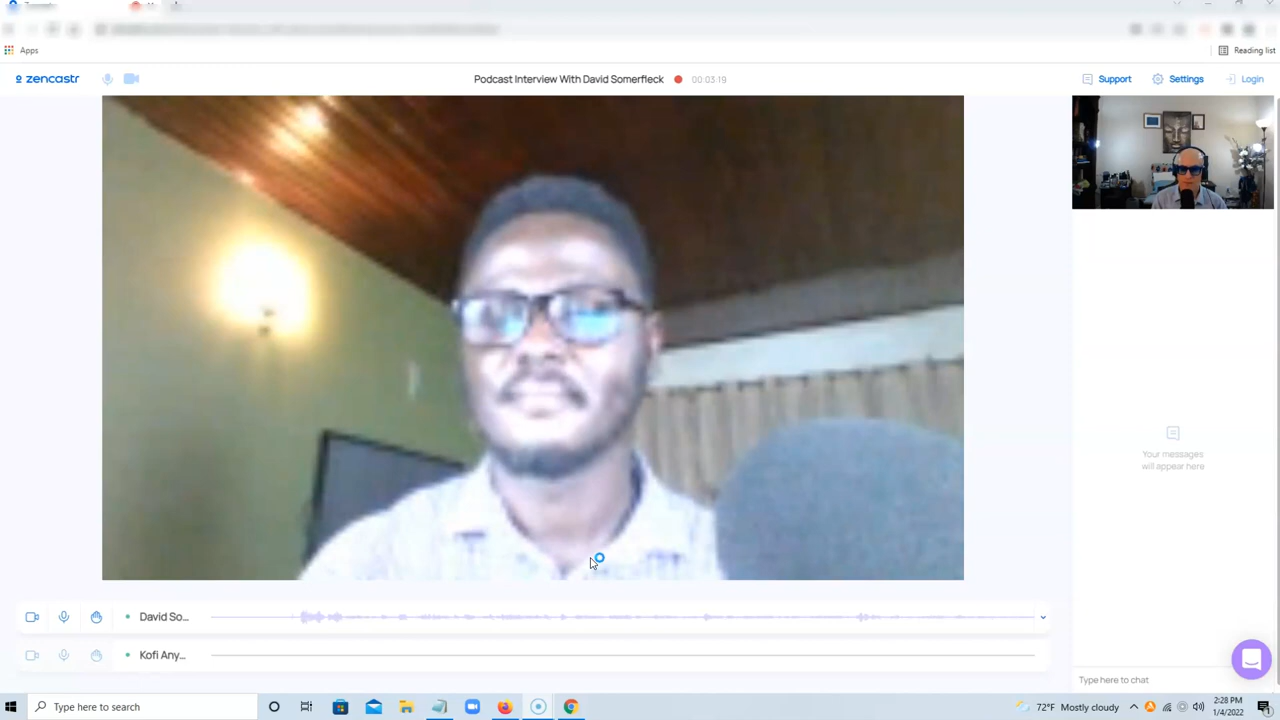 Apps
Reading list
zencastr
Podcast Interview With David Somerfleck
00:03:19
Support
Settings
Login
Your messages
will appear here
David So...
Kofi Any...
Type here to chat
Type here to search
72°F Mostly cloudy
2:28 PM
1/4/2022